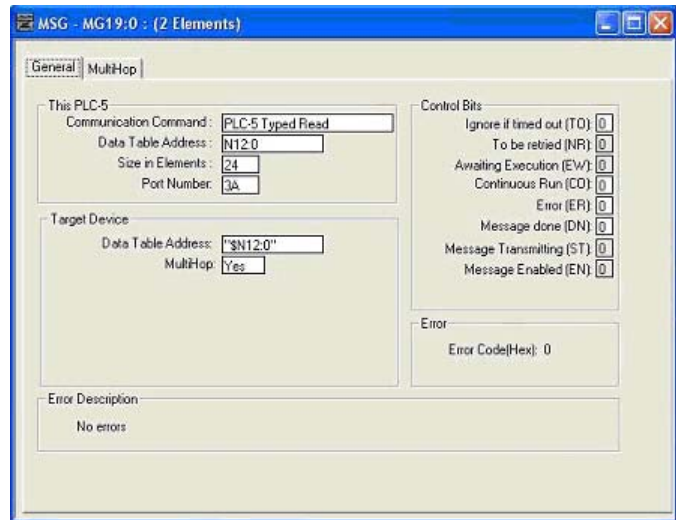 MSG - MG19:0 : (2 Elements)
General
MultiHop
This PLC-5
Communication Command : PLC-5 Typed Read
Data Table Address : N12:0
Size in Elements : 24
Port Number: 3A
Target Device
Data Table Address: "$N12:0"
MultiHop: Yes
Control Bits
Ignore if timed out (TO): 0
To be retried (NR): 0
Awaiting Execution (EW): 0
Continuous Run (CO): 0
Error (ER): 0
Message done (DN): 0
Message Transmitting (ST): 0
Message Enabled (EN): 0
Error
Error Code(Hex): 0
Error Description
No errors